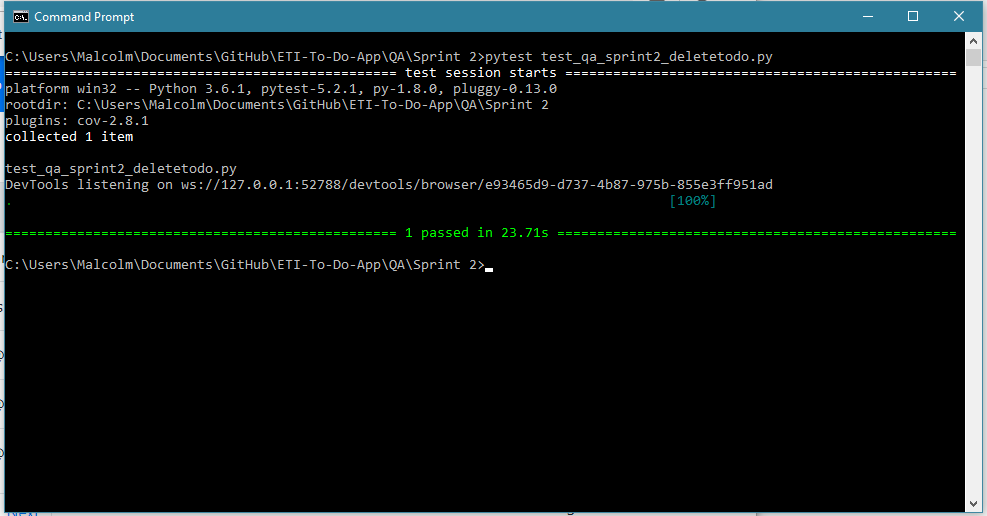 Command Prompt
C:\Users\Malcolm\Documents\GitHub\ETI-To-Do-App\QA\Sprint 2>pytest test_qa_sprint2_deletetodo.py
================================================= test session starts =================================================
platform win32 -- Python 3.6.1, pytest-5.2.1, py-1.8.0, pluggy-0.13.0
rootdir: C:\Users\Malcolm\Documents\GitHub\ETI-To-Do-App\QA\Sprint 2
plugins: cov-2.8.1
collected 1 item
test_qa_sprint2_deletetodo.py
DevTools listening on ws://127.0.0.1:52788/devtools/browser/e93465d9-d737-4b87-975b-855e3ff951ad
. [100%]
================================================= 1 passed in 23.71s ==================================================
C:\Users\Malcolm\Documents\GitHub\ETI-To-Do-App\QA\Sprint 2>